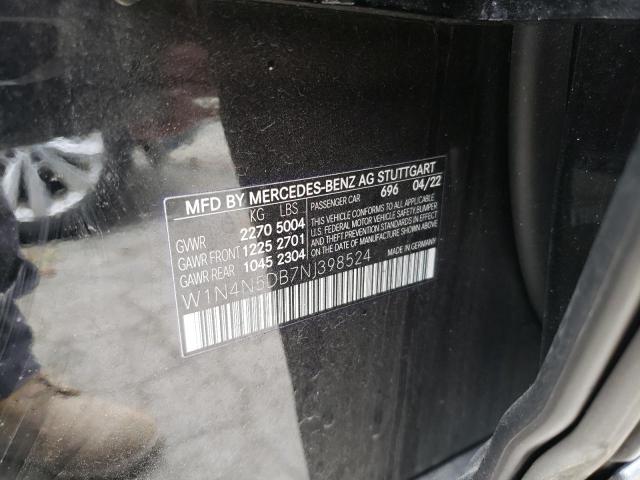 MFD BY MERCEDES-BENZ AG STUTTGART
KG LBS PASSENGER CAR 696 04/22
GVWR 2270 5004
GAWR FRONT 1225 2701
GAWR REAR 1045 2304
THIS VEHICLE CONFORMS TO ALL APPLICABLE
U.S. FEDERAL MOTOR VEHICLE SAFETY, BUMPER
AND THEFT PREVENTION STANDARDS IN EFFECT ON THE
DATE OF MANUFACTURE SHOWN ABOVE.
W1N4N5DB7NJ398524
MADE IN GERMANY